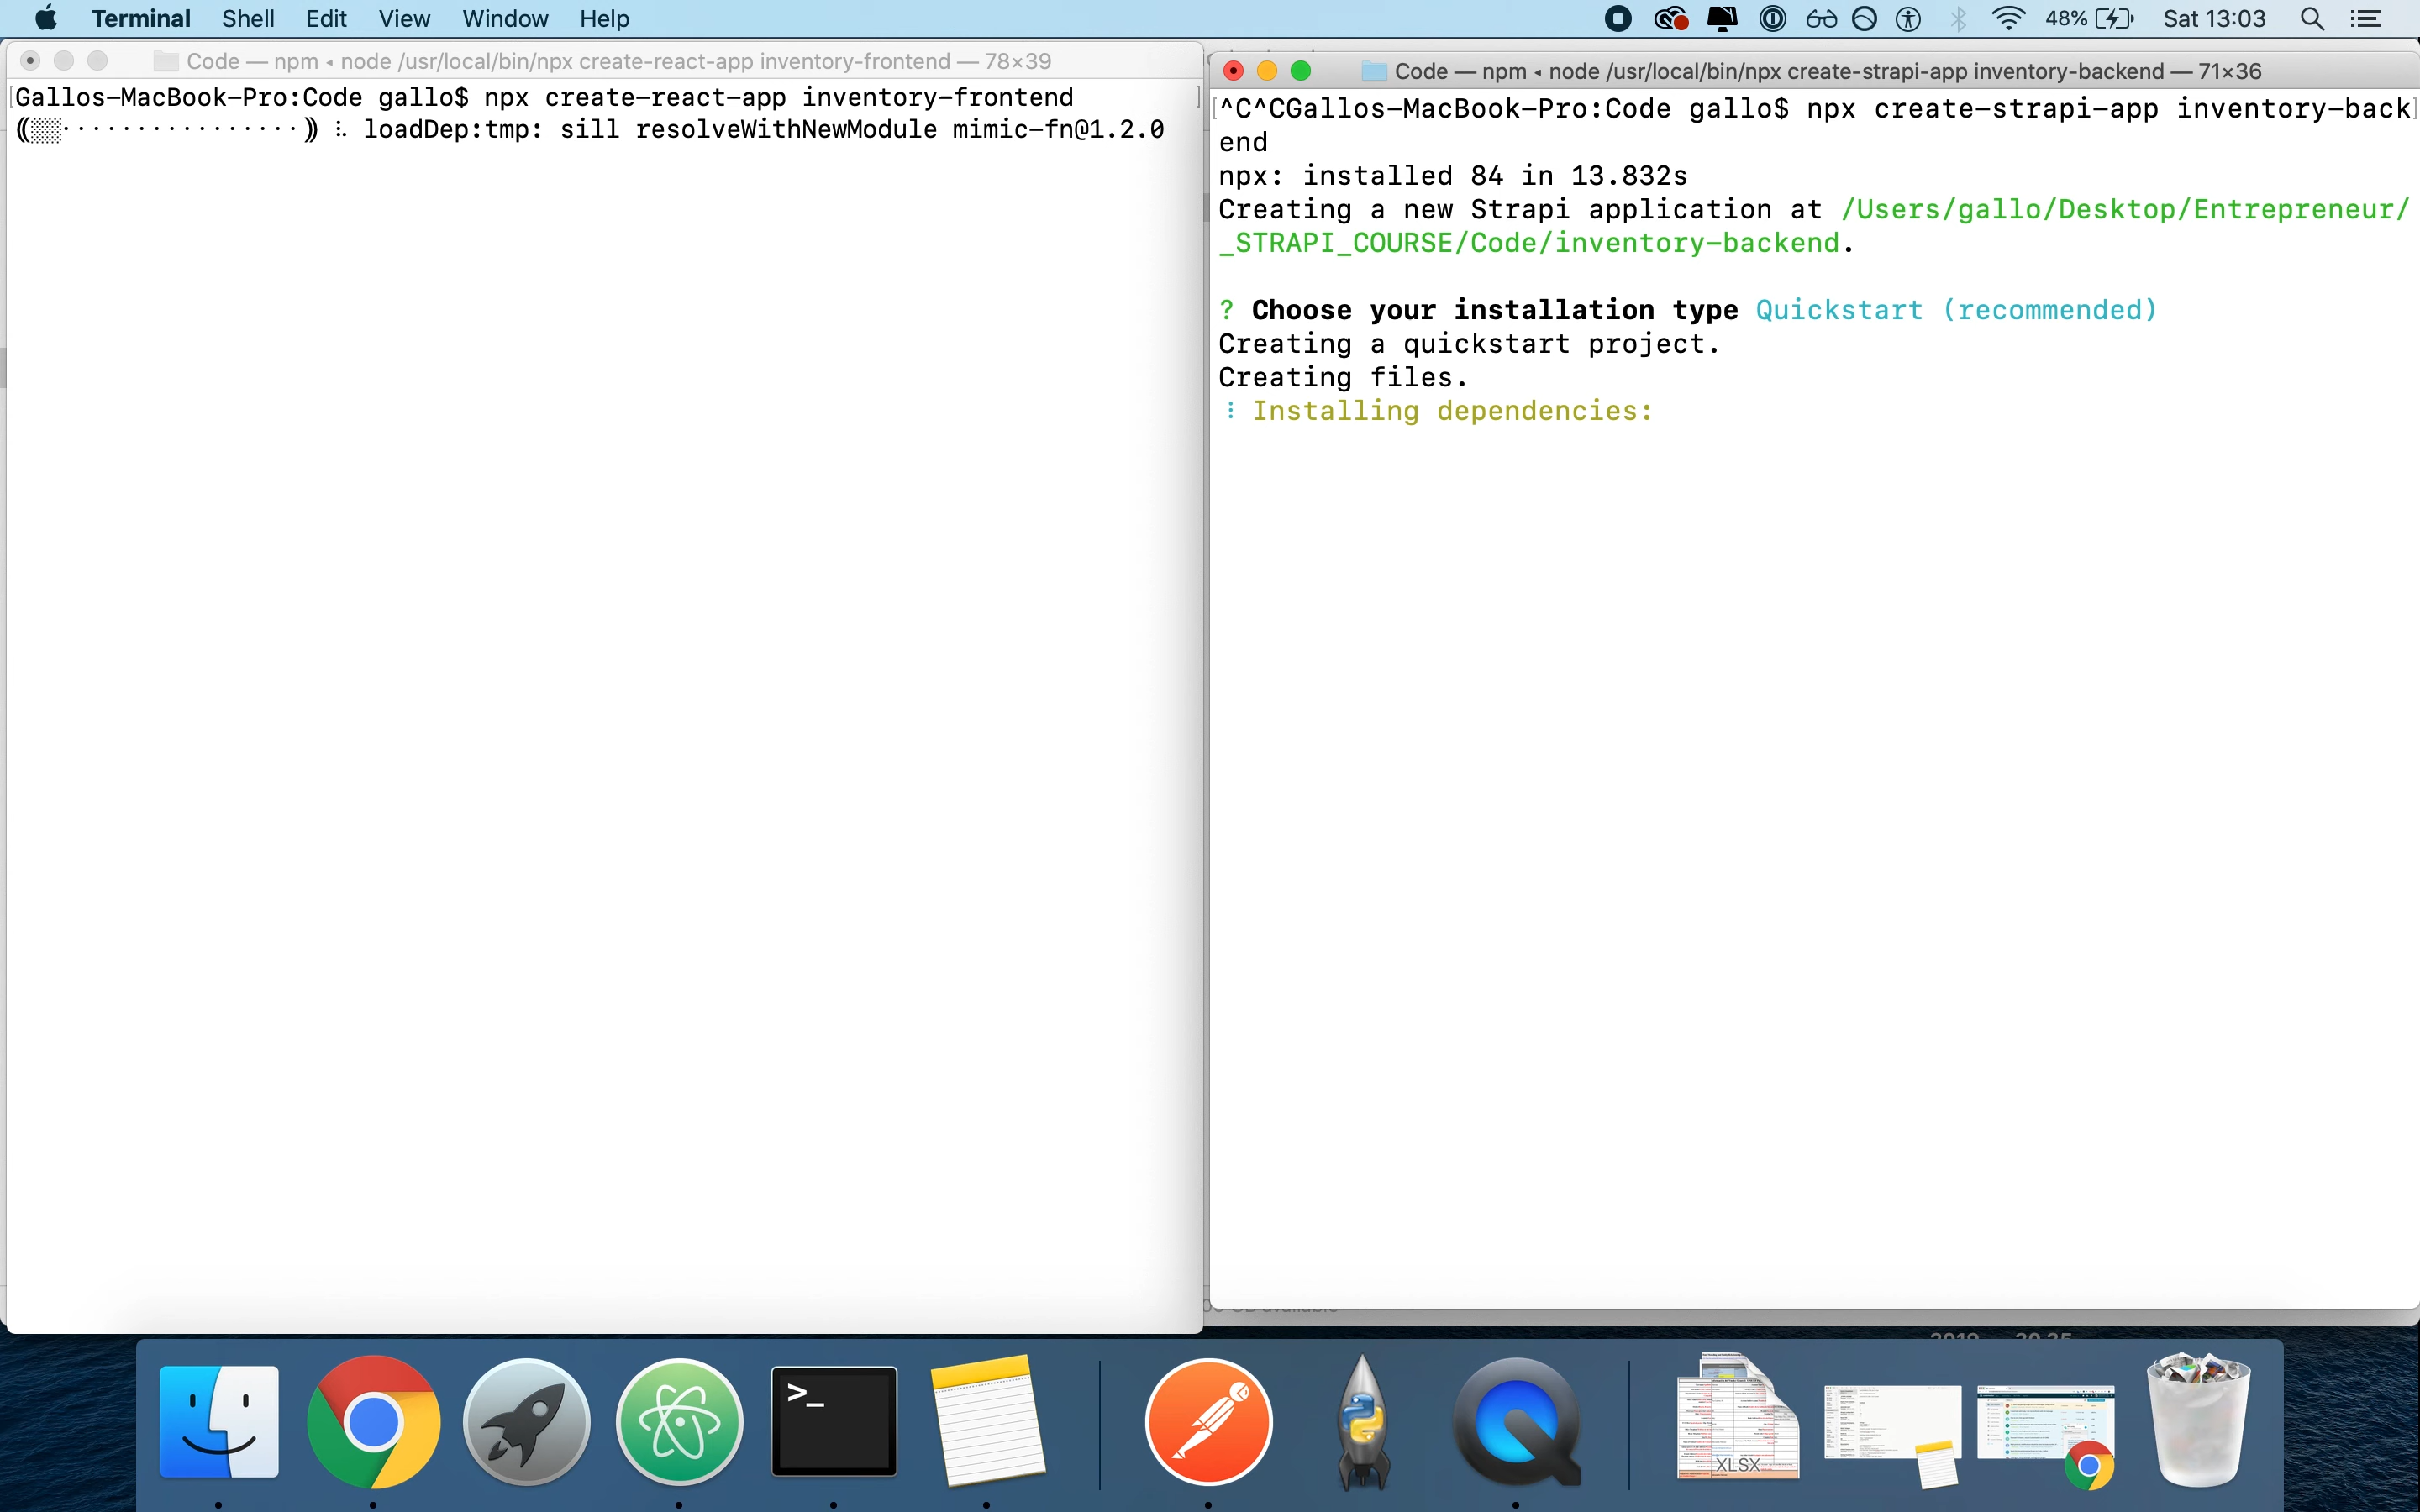 Terminal Shell Edit View Window Help 48% Sat 13:03
Code — npm ◂ node /usr/local/bin/npx create-react-app inventory-frontend — 78×39
Gallos-MacBook-Pro:Code gallo$ npx create-react-app inventory-frontend
loadDep:tmp: sill resolveWithNewModule mimic-fn@1.2.0
Code — npm ◂ node /usr/local/bin/npx create-strapi-app inventory-backend — 71×36
^C^CGallos-MacBook-Pro:Code gallo$ npx create-strapi-app inventory-back
end
npx: installed 84 in 13.832s
Creating a new Strapi application at /Users/gallo/Desktop/Entrepreneur/
_STRAPI_COURSE/Code/inventory-backend.
? Choose your installation type Quickstart (recommended)
Creating a quickstart project.
Creating files.
Installing dependencies:
>_
XLSX